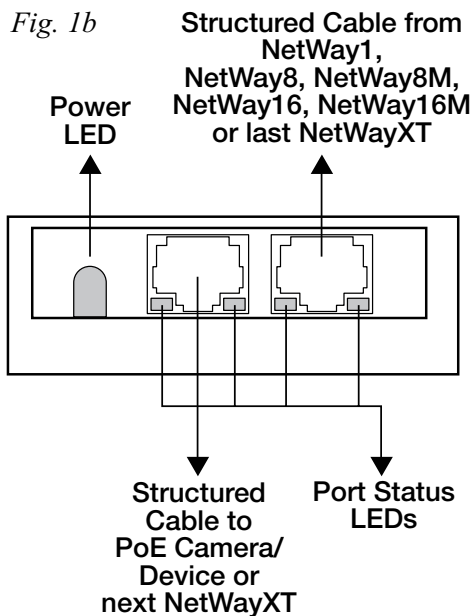 Fig. 1b
Structured Cable from
NetWay1,
NetWay8, NetWay8M,
NetWay16, NetWay16M
or last NetWayXT
Power
LED
Structured
Cable to
PoE Camera/
Device or
next NetWayXT
Port Status
LEDs